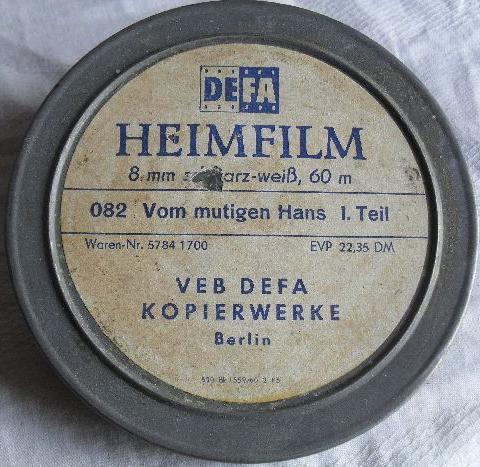 DEFA
HEIMFILM
8 mm schwarz-weiß, 60 m
082 Vom mutigen Hans I. Teil
Waren-Nr. 5784 1700 EVP 22,35 DM
VEB DEFA
KOPIERWERKE
Berlin